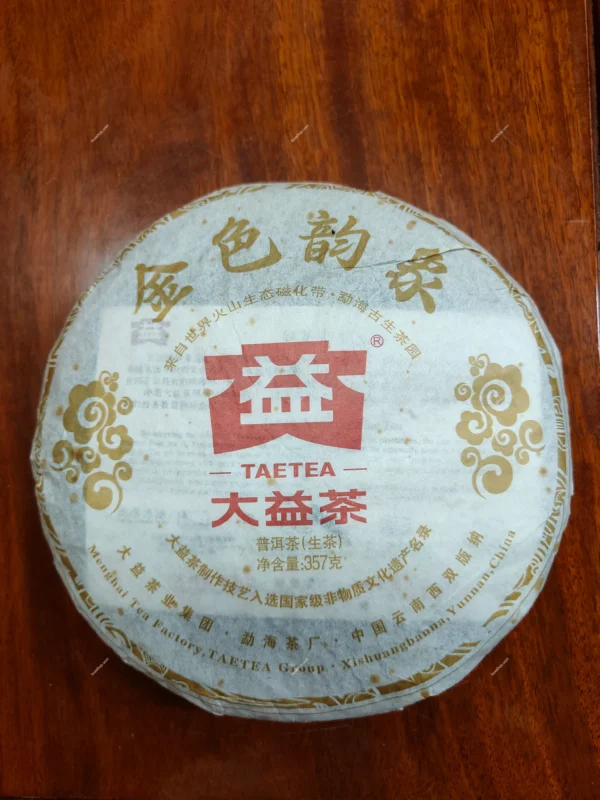 金色韵象
来自世界火山生态磁化带·勐海古生茶园
®
益
TAETEA
大益茶
普洱茶(生茶)
净含量:357克
大益茶制作技艺入选国家级非物质文化遗产名录
大益茶业集团·勐海茶厂·中国云南西双版纳
Menghai Tea Factory,TAETEA Group·Xishuangbanna,Yunnan,China